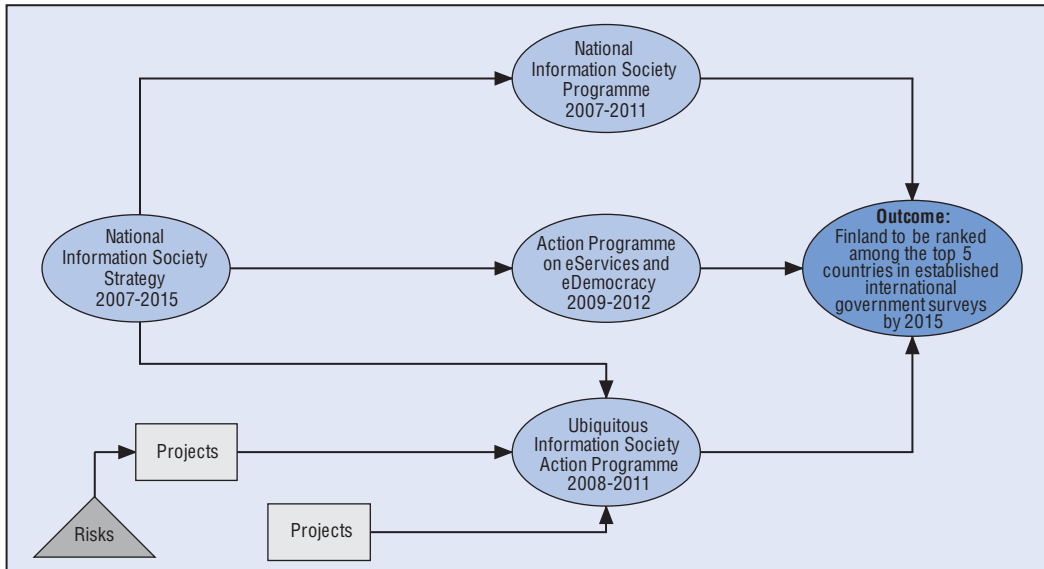 National
Information Society
Programme
2007-2011
National
Information Society
Strategy
2007-2015
Action Programme
on eServices and
eDemocracy
2009-2012
Outcome:
Finland to be ranked
among the top 5
countries in established
international
government surveys
by 2015
Projects
Ubiquitous
Information Society
Action Programme
2008-2011
Risks
Projects